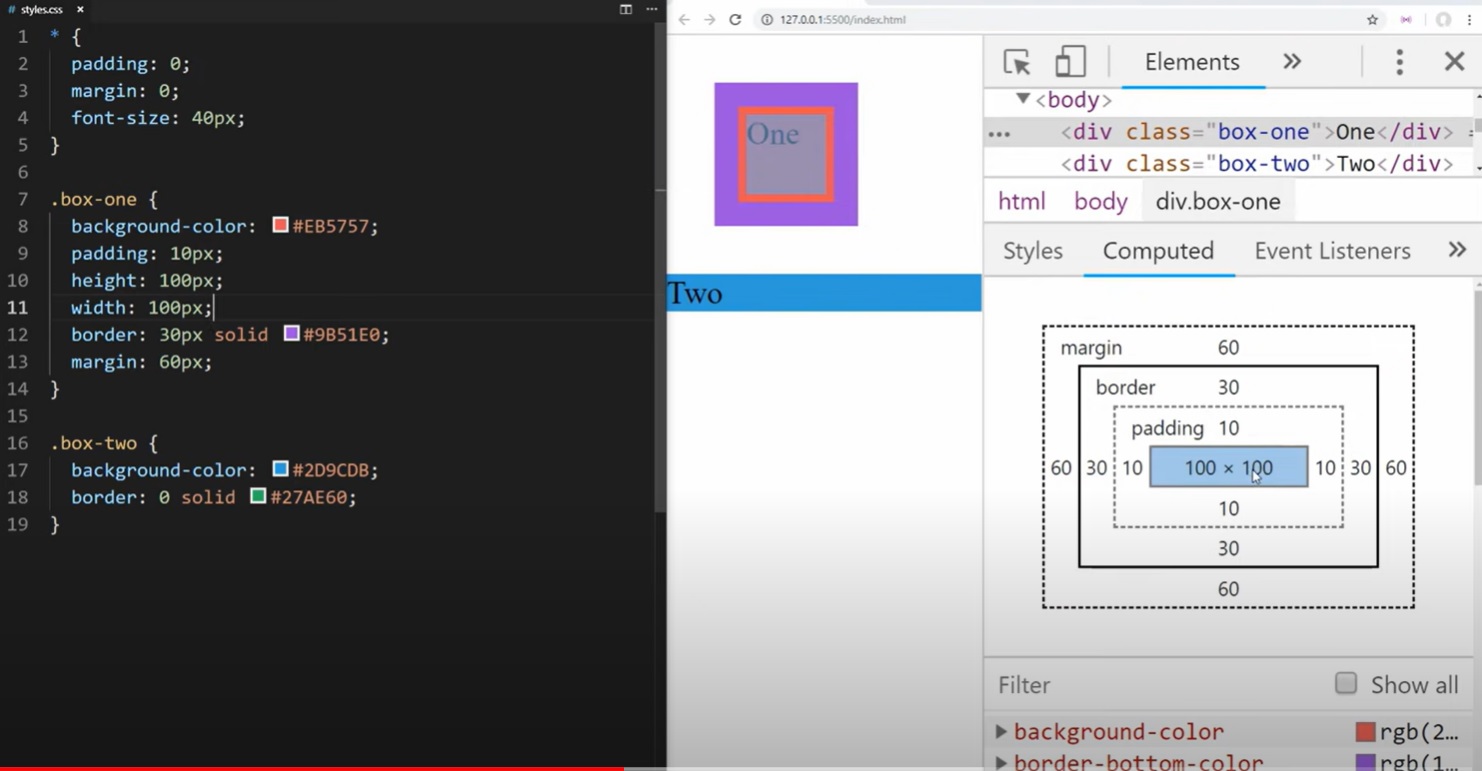 # styles.css ×
1 * {
2 padding: 0;
3 margin: 0;
4 font-size: 40px;
5 }
6
7 .box-one {
8 background-color: #EB5757;
9 padding: 10px;
10 height: 100px;
11 width: 100px;
12 border: 30px solid #9B51E0;
13 margin: 60px;
14 }
15
16 .box-two {
17 background-color: #2D9CDB;
18 border: 0 solid #27AE60;
19 }
127.0.0.1:5500/index.html
One
Two
Elements »
<body>
••• <div class="box-one">One</div>
<div class="box-two">Two</div>
html body div.box-one
Styles Computed Event Listeners »
margin 60
border 30
padding 10
60 30 10 100 × 100 10 30 60
10
30
60
Filter Show all
background-color rgb(2…
border-bottom-color rgb(1…